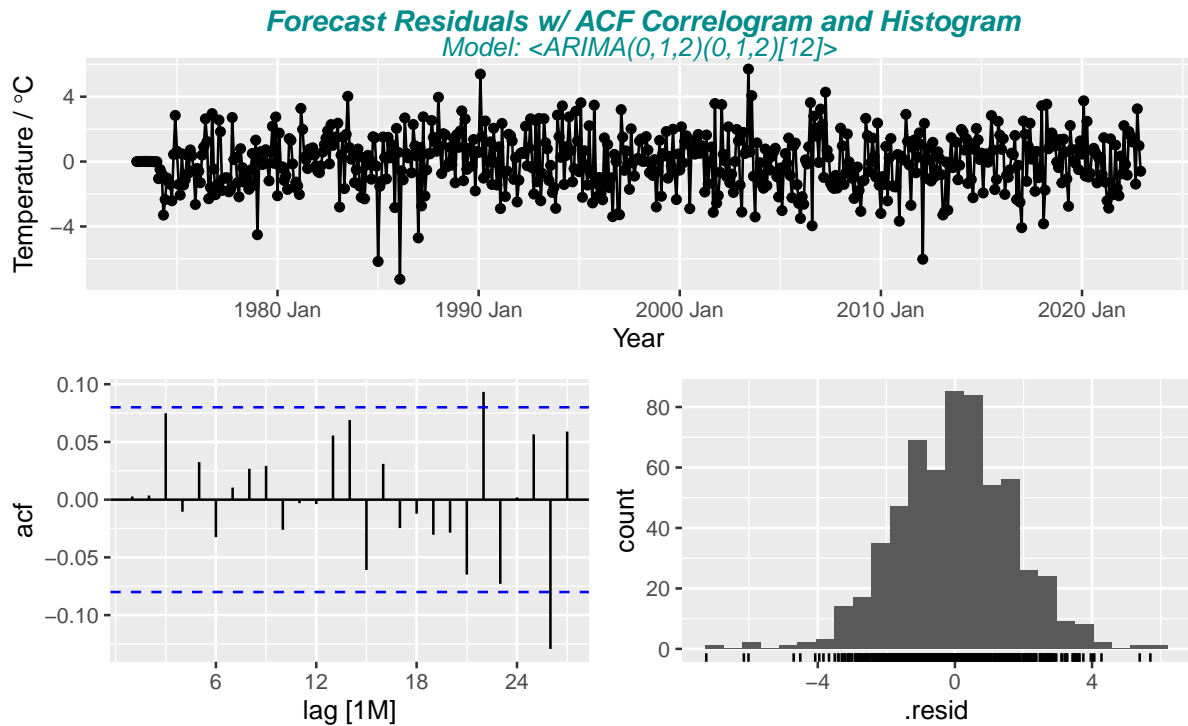 Forecast Residuals w/ ACF Correlogram and Histogram
Model: <ARIMA(0,1,2)(0,1,2)[12]>
Temperature / °C
4
0
−4
1980 Jan 1990 Jan 2000 Jan 2010 Jan 2020 Jan
Year
acf
0.10
0.05
0.00
−0.05
−0.10
6 12 18 24
lag [1M]
count
80
60
40
20
0
−4 0 4
.resid